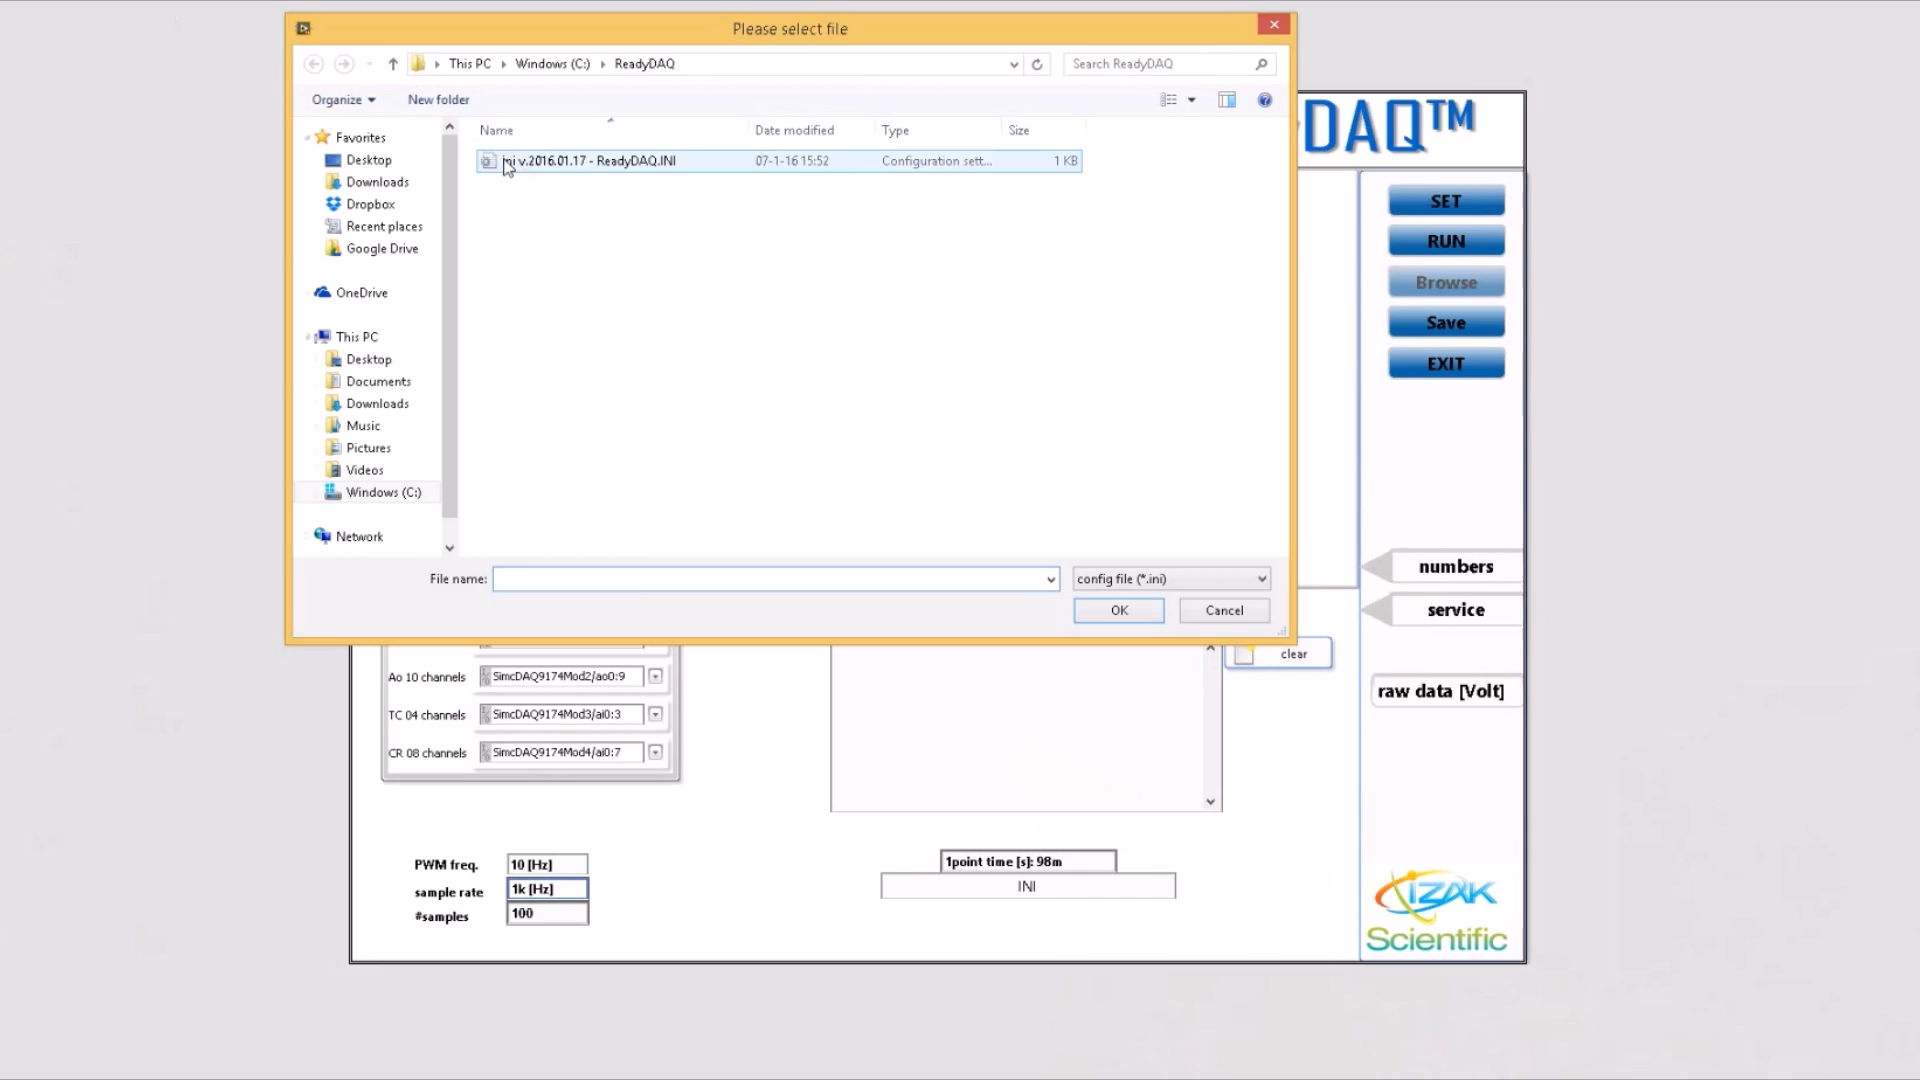 Please select file
This PC Windows (C:) ReadyDAQ
Search ReadyDAQ
Organize New folder
Name Date modified Type Size
ini v.2016.01.17 - ReadyDAQ.INI 07-1-16 15:52 Configuration sett... 1 KB
Favorites
Desktop
Downloads
Dropbox
Recent places
Google Drive
OneDrive
This PC
Desktop
Documents
Downloads
Music
Pictures
Videos
Windows (C:)
Network
File name:
config file (*.ini)
OK Cancel
DAQ™
SET
RUN
Browse
Save
EXIT
numbers
service
raw data [Volt]
clear
Ao 10 channels SimcDAQ9174Mod2/ao0:9
TC 04 channels SimcDAQ9174Mod3/ai0:3
CR 08 channels SimcDAQ9174Mod4/ai0:7
PWM freq. 10 [Hz]
sample rate 1k [Hz]
#samples 100
1point time [s]: 98m
INI
IZAK
Scientific